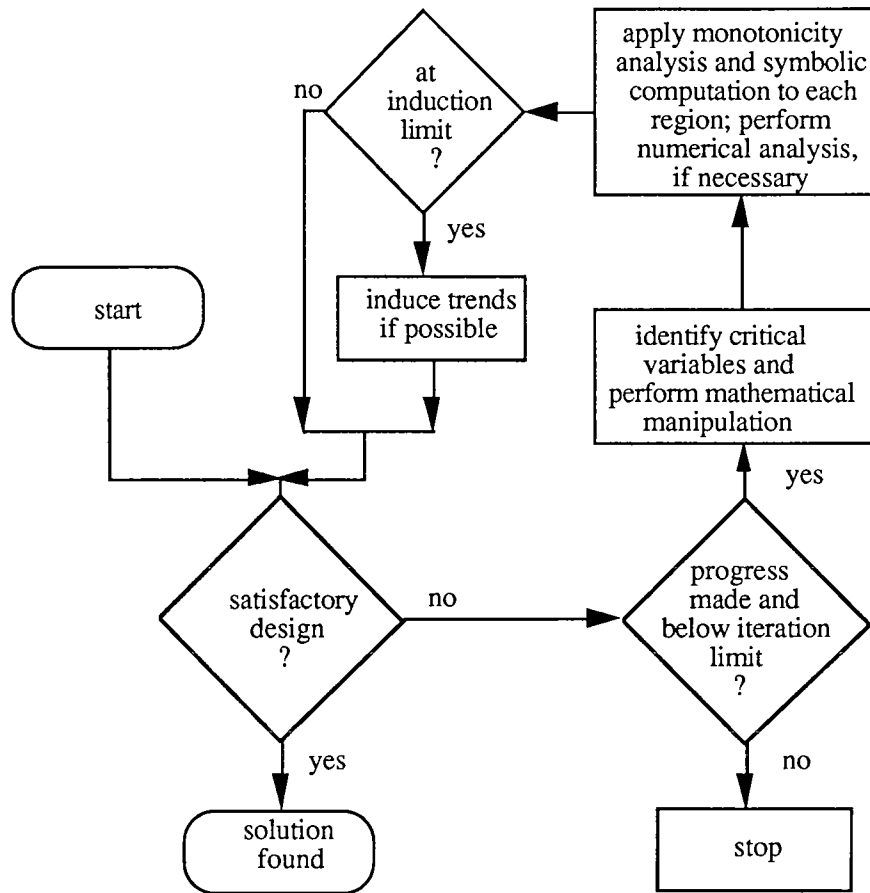 at
induction
limit
?
no
yes
apply monotonicity
analysis and symbolic
computation to each
region; perform
numerical analysis,
if necessary
start
induce trends
if possible
identify critical
variables and
perform mathematical
manipulation
yes
satisfactory
design
?
no
progress
made and
below iteration
limit
?
yes
no
solution
found
stop